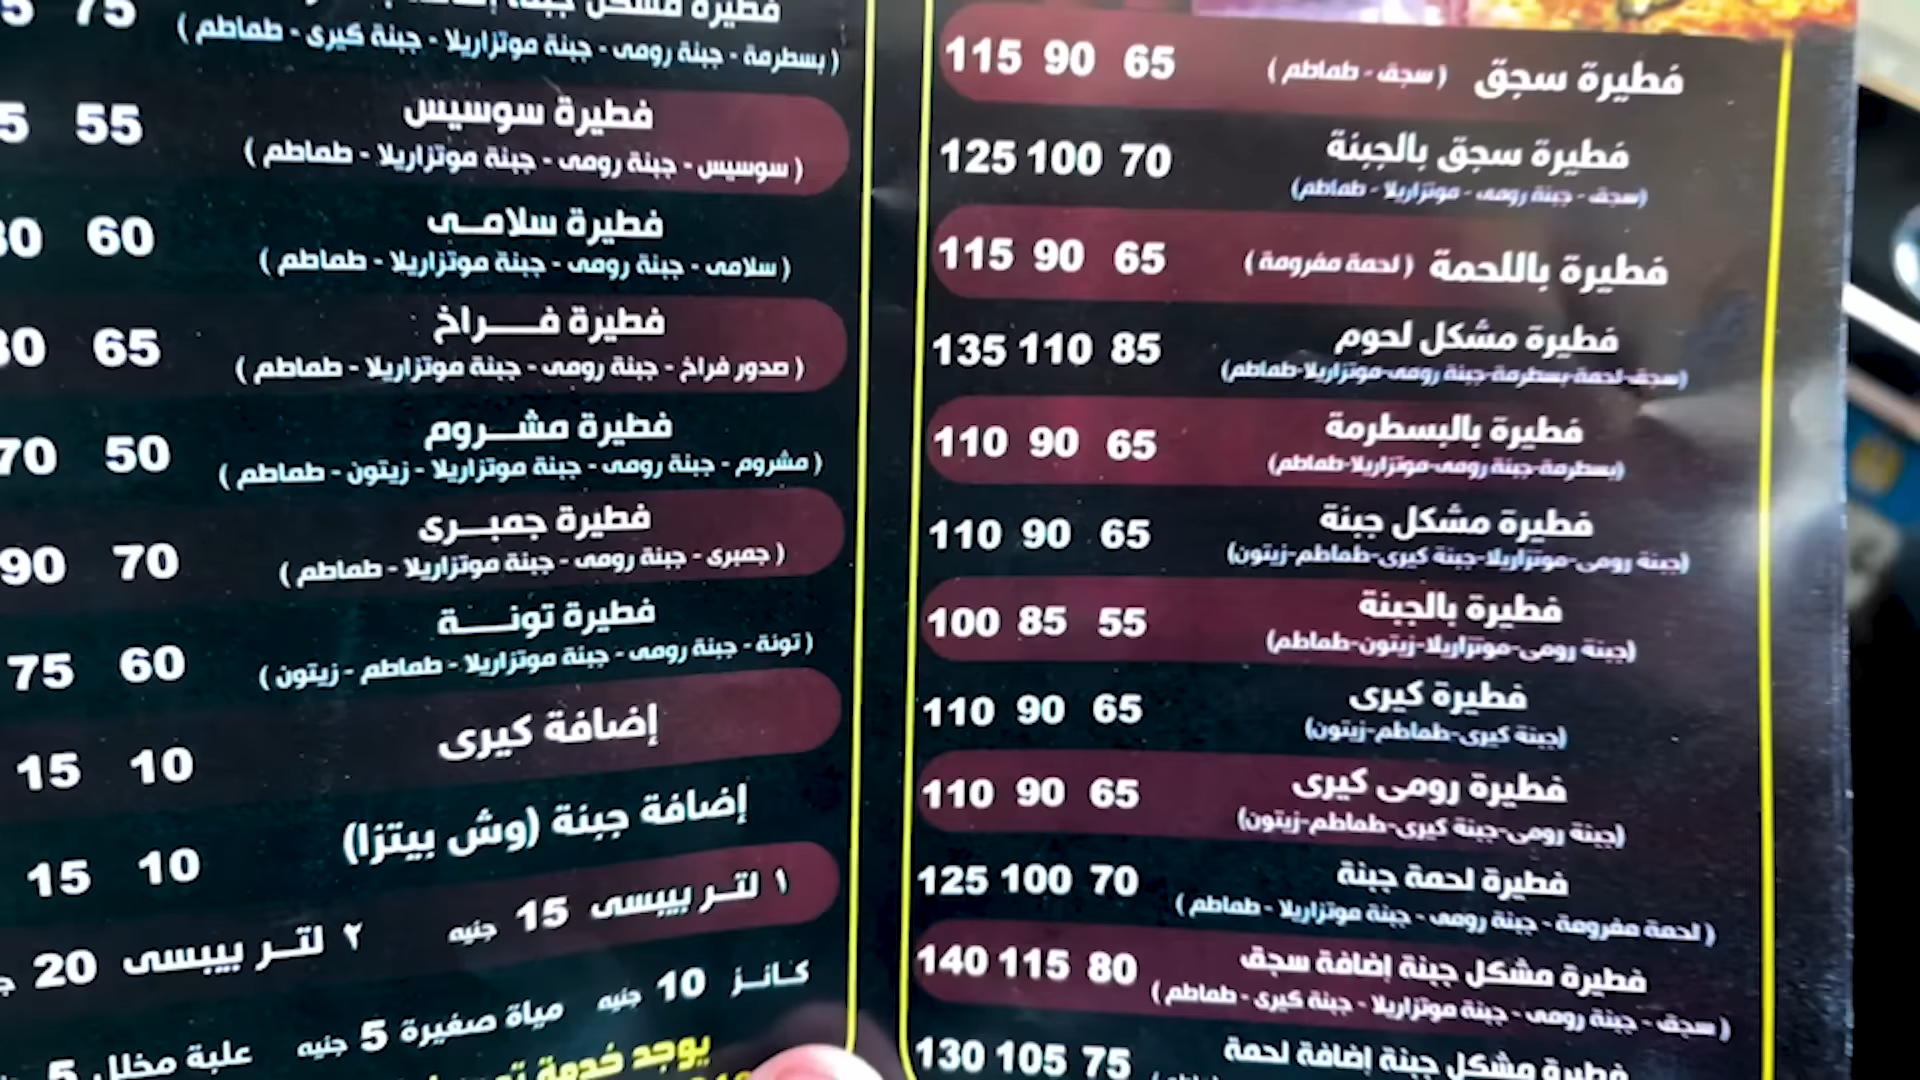 فطيرة سجق ( سجق - طماطم ) 65 90 115
فطيرة سجق بالجبنة 70 100 125
(سجق - جبنة رومى - موتزاريلا - طماطم)
فطيرة باللحمة ( لحمة مفرومة ) 65 90 115
فطيرة مشكل لحوم 85 110 135
(سجق-لحمة-بسطرمة-جبنة رومى-موتزاريلا-طماطم)
فطيرة بالبسطرمة 65 90 110
(بسطرمة-جبنة رومى-موتزاريلا-طماطم)
فطيرة مشكل جبنة 65 90 110
(جبنة رومى-موتزاريلا-جبنة كيرى-طماطم-زيتون)
فطيرة بالجبنة 55 85 100
(جبنة رومى-موتزاريلا-زيتون-طماطم)
فطيرة كيرى 65 90 110
(جبنة كيرى-طماطم-زيتون)
فطيرة رومى كيرى 65 90 110
(جبنة رومى-جبنة كيرى-طماطم-زيتون)
فطيرة لحمة جبنة 70 100 125
( لحمة مفرومة - جبنة رومى - جبنة موتزاريلا - طماطم )
فطيرة مشكل جبنة إضافة سجق 80 115 140
( سجق - جبنة رومى - جبنة موتزاريلا - جبنة كيرى - طماطم )
فطيرة مشكل جبنة إضافة لحمة 75 105 130
فطيرة مشكل جبنة 75
( بسطرمة - جبنة رومى - جبنة موتزاريلا - جبنة كيرى - طماطم )
فطيرة سوسيس 55
( سوسيس - جبنة رومى - جبنة موتزاريلا - طماطم )
فطيرة سلامى 60
( سلامى - جبنة رومى - جبنة موتزاريلا - طماطم )
فطيرة فراخ 65
( صدور فراخ - جبنة رومى - جبنة موتزاريلا - طماطم )
فطيرة مشروم 50 70
( مشروم - جبنة رومى - جبنة موتزاريلا - زيتون - طماطم )
فطيرة جمبرى 70 90
( جمبرى - جبنة رومى - جبنة موتزاريلا - طماطم )
فطيرة تونة 60 75
( تونة - جبنة رومى - جبنة موتزاريلا - طماطم - زيتون )
إضافة كيرى 10 15
إضافة جبنة (وش بيتزا) 10 15
١ لتر بيبسى 15 جنيه ٢ لتر بيبسى 20
كانز 10 جنيه مياة صغيرة 5 جنيه علبة مخلل 5
يوجد خدمة